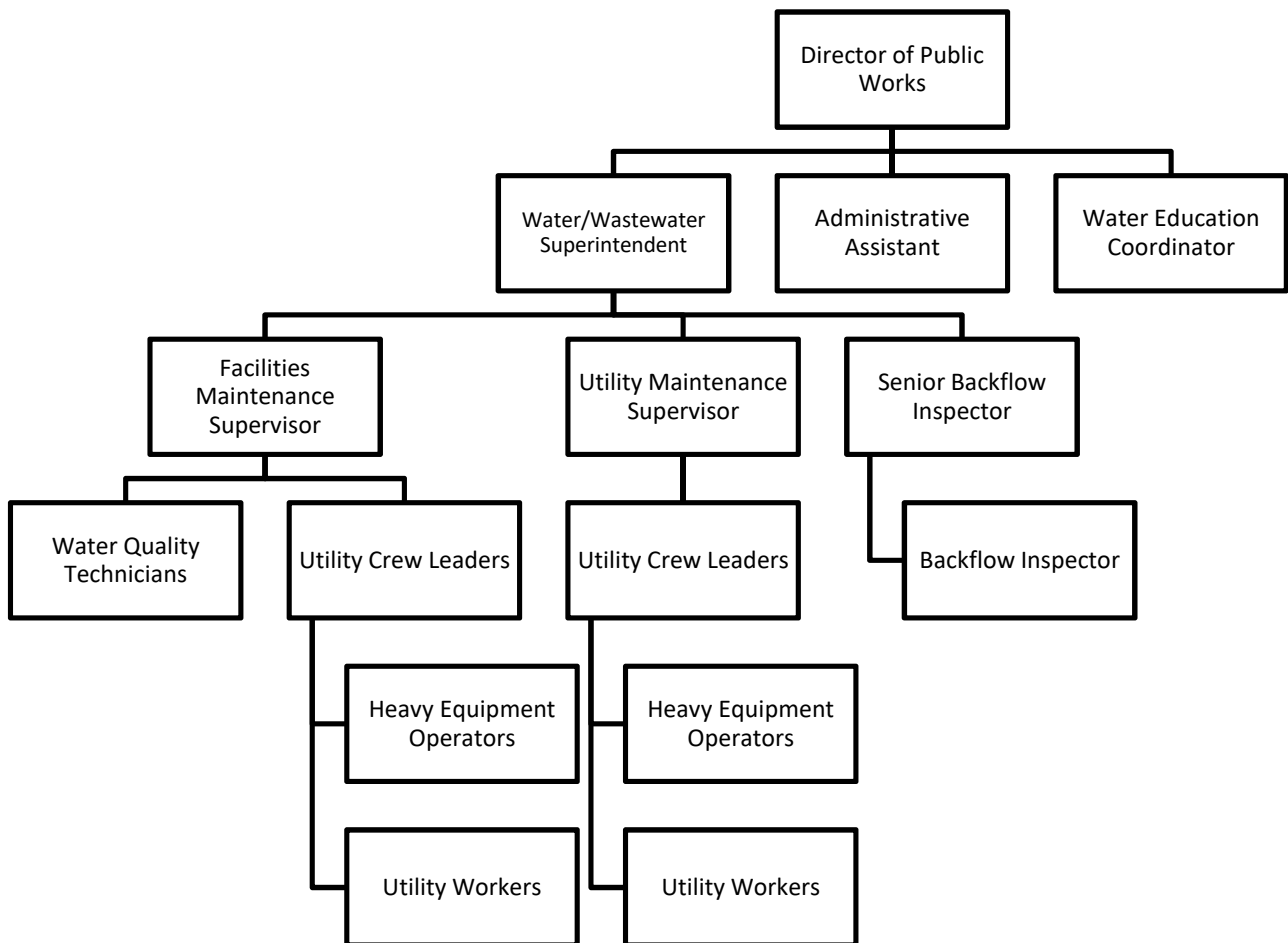 Director of Public
Works
Water/Wastewater
Superintendent
Administrative
Assistant
Water Education
Coordinator
Facilities
Maintenance
Supervisor
Utility Maintenance
Supervisor
Senior Backflow
Inspector
Water Quality
Technicians
Utility Crew Leaders
Utility Crew Leaders
Backflow Inspector
Heavy Equipment
Operators
Heavy Equipment
Operators
Utility Workers
Utility Workers